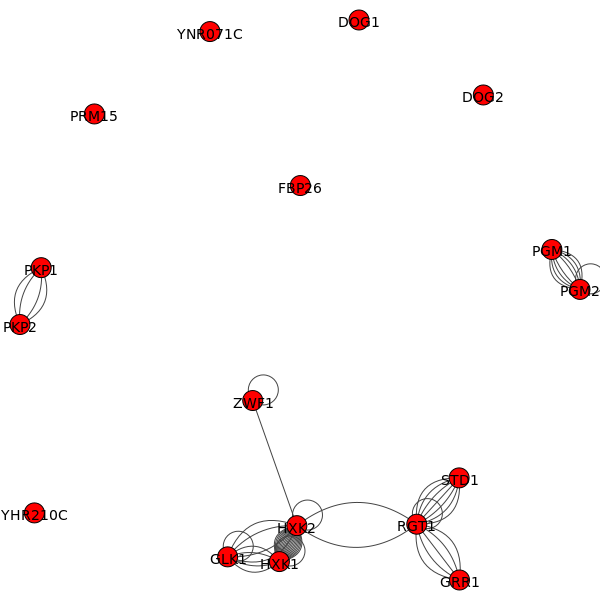 DOG1
YNR071C
DOG2
PRM15
FBP26
PGM1
PKP1
PGM2
PKP2
ZWF1
STD1
YHR210C
RGT1
HXK2
GLK1
HXK1
GRR1